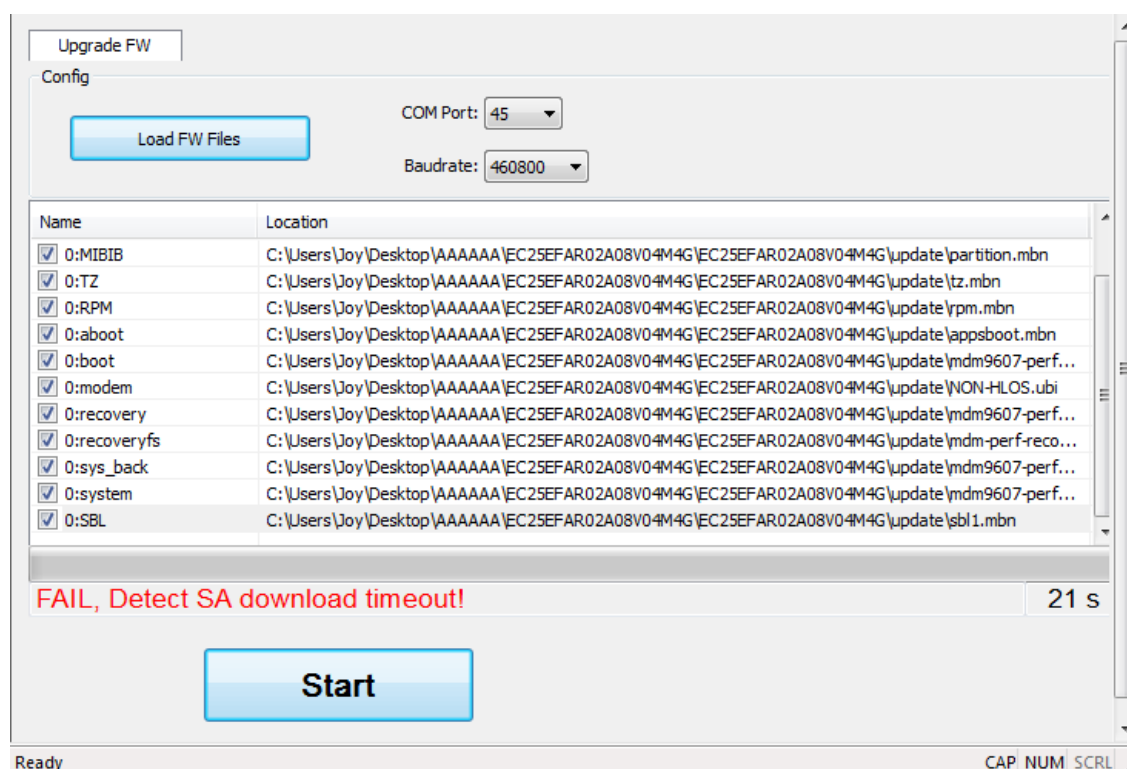 Upgrade FW
Config
Load FW Files
COM Port: 45
Baudrate: 460800
Name Location
0:MIBIB C:\Users\Joy\Desktop\AAAAAA\EC25EFAR02A08V04M4G\EC25EFAR02A08V04M4G\update\partition.mbn
0:TZ C:\Users\Joy\Desktop\AAAAAA\EC25EFAR02A08V04M4G\EC25EFAR02A08V04M4G\update\tz.mbn
0:RPM C:\Users\Joy\Desktop\AAAAAA\EC25EFAR02A08V04M4G\EC25EFAR02A08V04M4G\update\rpm.mbn
0:aboot C:\Users\Joy\Desktop\AAAAAA\EC25EFAR02A08V04M4G\EC25EFAR02A08V04M4G\update\appsboot.mbn
0:boot C:\Users\Joy\Desktop\AAAAAA\EC25EFAR02A08V04M4G\EC25EFAR02A08V04M4G\update\mdm9607-perf...
0:modem C:\Users\Joy\Desktop\AAAAAA\EC25EFAR02A08V04M4G\EC25EFAR02A08V04M4G\update\NON-HLOS.ubi
0:recovery C:\Users\Joy\Desktop\AAAAAA\EC25EFAR02A08V04M4G\EC25EFAR02A08V04M4G\update\mdm9607-perf...
0:recoveryfs C:\Users\Joy\Desktop\AAAAAA\EC25EFAR02A08V04M4G\EC25EFAR02A08V04M4G\update\mdm-perf-reco...
0:sys_back C:\Users\Joy\Desktop\AAAAAA\EC25EFAR02A08V04M4G\EC25EFAR02A08V04M4G\update\mdm9607-perf...
0:system C:\Users\Joy\Desktop\AAAAAA\EC25EFAR02A08V04M4G\EC25EFAR02A08V04M4G\update\mdm9607-perf...
0:SBL C:\Users\Joy\Desktop\AAAAAA\EC25EFAR02A08V04M4G\EC25EFAR02A08V04M4G\update\sbl1.mbn
FAIL, Detect SA download timeout! 21 s
Start
Ready CAP NUM SCRL